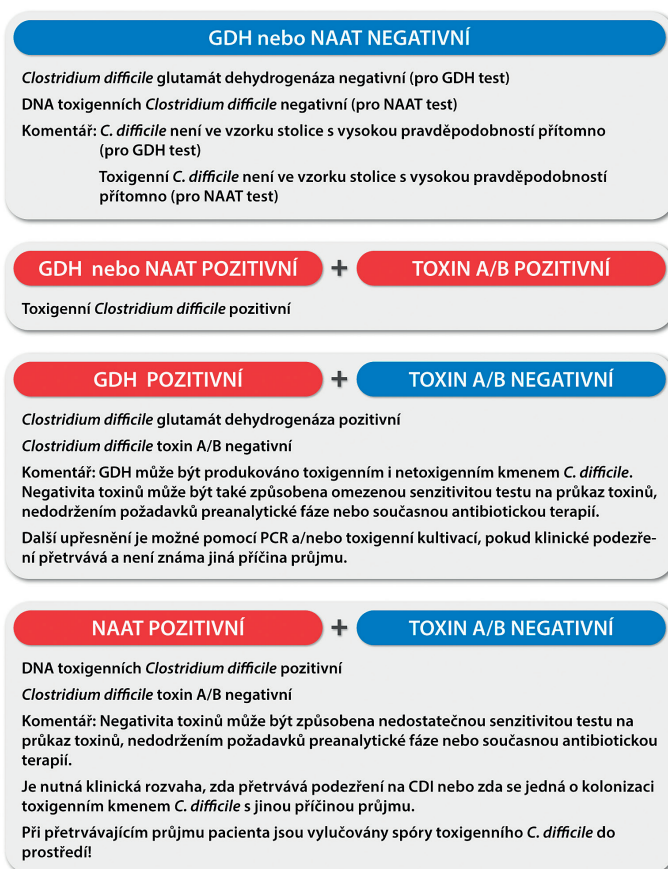 GDH nebo NAAT NEGATIVNÍ
Clostridium difficile glutamát dehydrogenáza negativní (pro GDH test)
DNA toxigenních Clostridium difficile negativní (pro NAAT test)
Komentář: C. difficile není ve vzorku stolice s vysokou pravděpodobností přítomno
(pro GDH test)
Toxigenní C. difficile není ve vzorku stolice s vysokou pravděpodobností
přítomno (pro NAAT test)
GDH nebo NAAT POZITIVNÍ + TOXIN A/B POZITIVNÍ
Toxigenní Clostridium difficile pozitivní
GDH POZITIVNÍ + TOXIN A/B NEGATIVNÍ
Clostridium difficile glutamát dehydrogenáza pozitivní
Clostridium difficile toxin A/B negativní
Komentář: GDH může být produkováno toxigenním i netoxigenním kmenem C. difficile.
Negativita toxinů může být také způsobena omezenou senzitivitou testu na průkaz toxinů,
nedodržením požadavků preanalytické fáze nebo současnou antibiotickou terapií.
Další upřesnění je možné pomocí PCR a/nebo toxigenní kultivací, pokud klinické podezře-
ní přetrvává a není známa jiná příčina průjmu.
NAAT POZITIVNÍ + TOXIN A/B NEGATIVNÍ
DNA toxigenních Clostridium difficile pozitivní
Clostridium difficile toxin A/B negativní
Komentář: Negativita toxinů může být způsobena nedostatečnou senzitivitou testu na
průkaz toxinů, nedodržením požadavků preanalytické fáze nebo současnou antibiotickou
terapií.
Je nutná klinická rozvaha, zda přetrvává podezření na CDI nebo zda se jedná o kolonizaci
toxigenním kmenem C. difficile s jinou příčinou průjmu.
Při přetrvávajícím průjmu pacienta jsou vylučovány spóry toxigenního C. difficile do
prostředí!